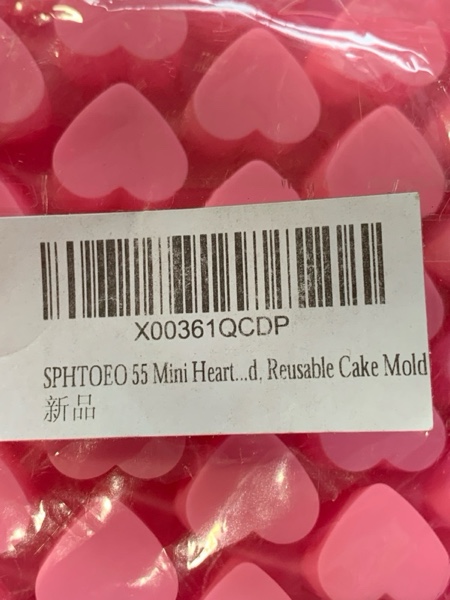 X00361QCDP
SPHTOEO 55 Mini Heart...d, Reusable Cake Mold
新品